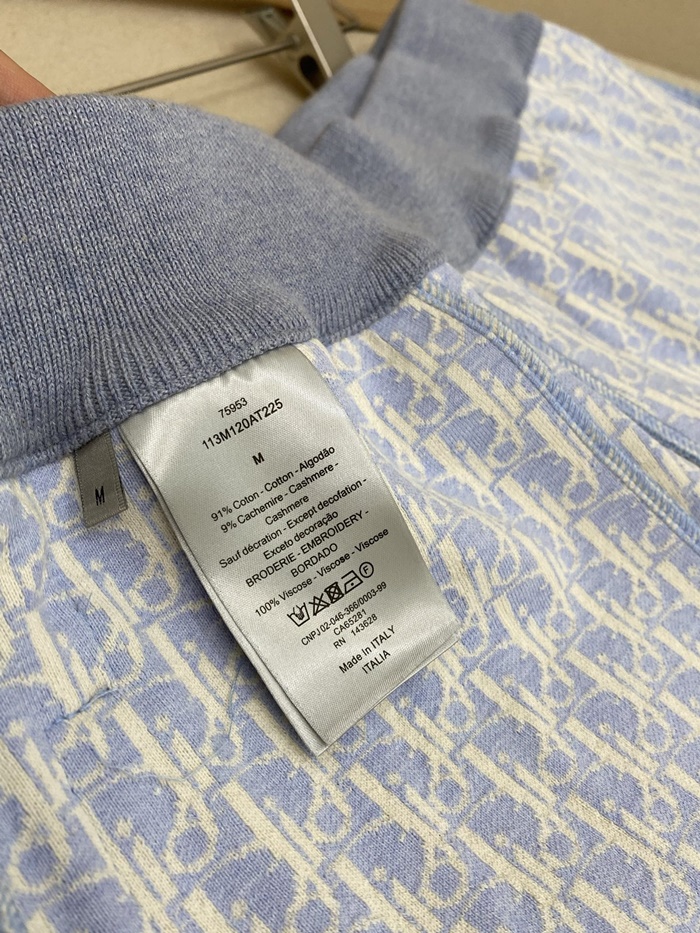 75953
113M120AT225
M
91% Coton - Cotton - Algodão
9% Cachemire - Cashmere -
Cashmere
Sauf décration - Except decofation -
Exceto decoração
BRODERIE - EMBROIDERY -
BORDADO
100% Viscose - Viscose - Viscose
F
CNPJ 02-046-366/0003-99
CA65281
RN 143628
Made In ITALY
ITALIA
M